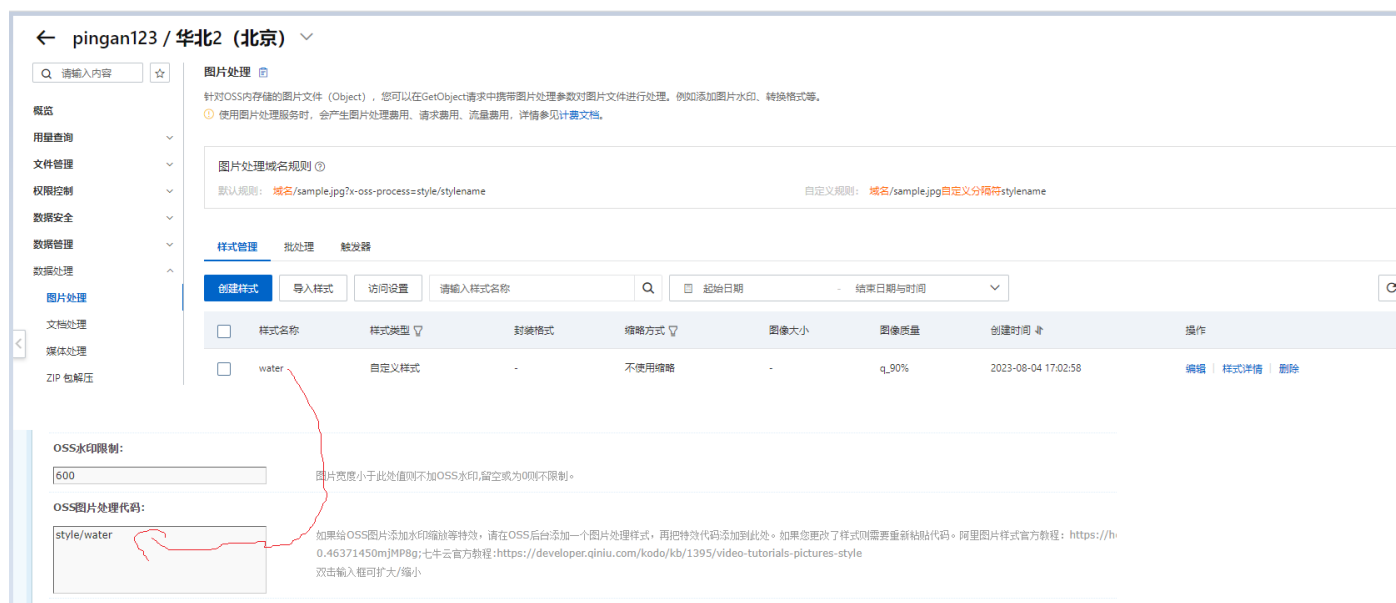 ← pingan123 / 华北2（北京）
请输入内容
概览
用量查询
文件管理
权限控制
数据安全
数据管理
数据处理
图片处理
文档处理
媒体处理
ZIP 包解压
图片处理
针对OSS内存储的图片文件（Object），您可以在GetObject请求中携带图片处理参数对图片文件进行处理。例如添加图片水印、转换格式等。
使用图片处理服务时，会产生图片处理费用、请求费用、流量费用，详情参见计费文档。
图片处理域名规则
默认规则： 域名/sample.jpg?x-oss-process=style/stylename 自定义规则： 域名/sample.jpg自定义分隔符stylename
样式管理 批处理 触发器
创建样式 导入样式 访问设置 请输入样式名称 起始日期 - 结束日期与时间
样式名称 样式类型 封装格式 缩略方式 图像大小 图像质量 创建时间 操作
water 自定义样式 - 不使用缩略 - q_90% 2023-08-04 17:02:58 编辑 样式详情 删除
OSS水印限制:
600 图片宽度小于此处值则不加OSS水印,留空或为0则不限制。
OSS图片处理代码:
style/water 如果给OSS图片添加水印缩放等特效，请在OSS后台添加一个图片处理样式，再把特效代码添加到此处。如果您更改了样式则需要重新粘贴代码。阿里图片样式官方教程：https://h
0.46371450mjMP8g;七牛云官方教程:https://developer.qiniu.com/kodo/kb/1395/video-tutorials-pictures-style
双击输入框可扩大/缩小